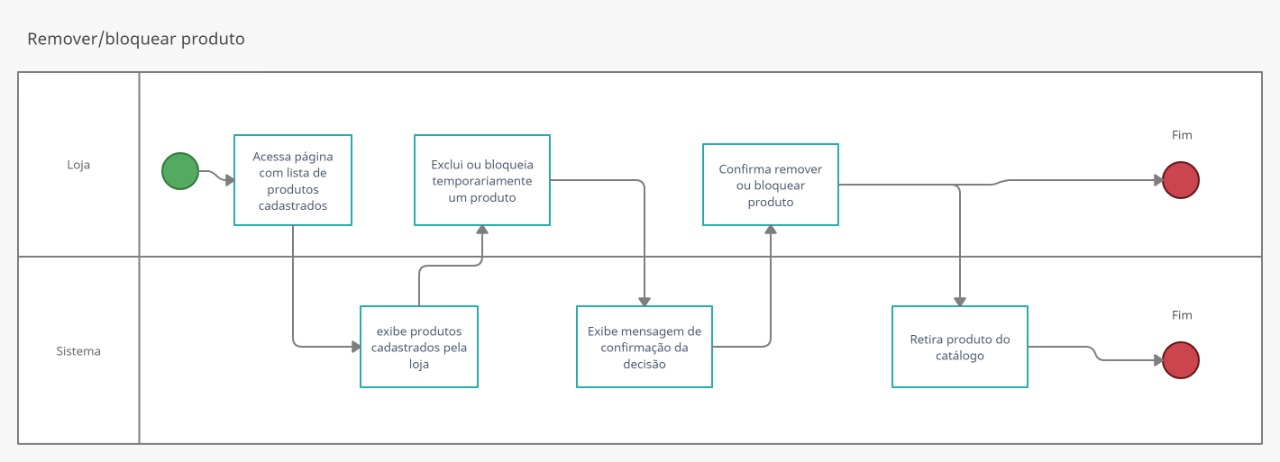 Remover/bloquear produto
Loja
Acessa página
com lista de
produtos
cadastrados
Exclui ou bloqueia
temporariamente
um produto
Confirma remover
ou bloquear
produto
Fim
Sistema
exibe produtos
cadastrados pela
loja
Exibe mensagem de
confirmação da
decisão
Retira produto do
catálogo
Fim